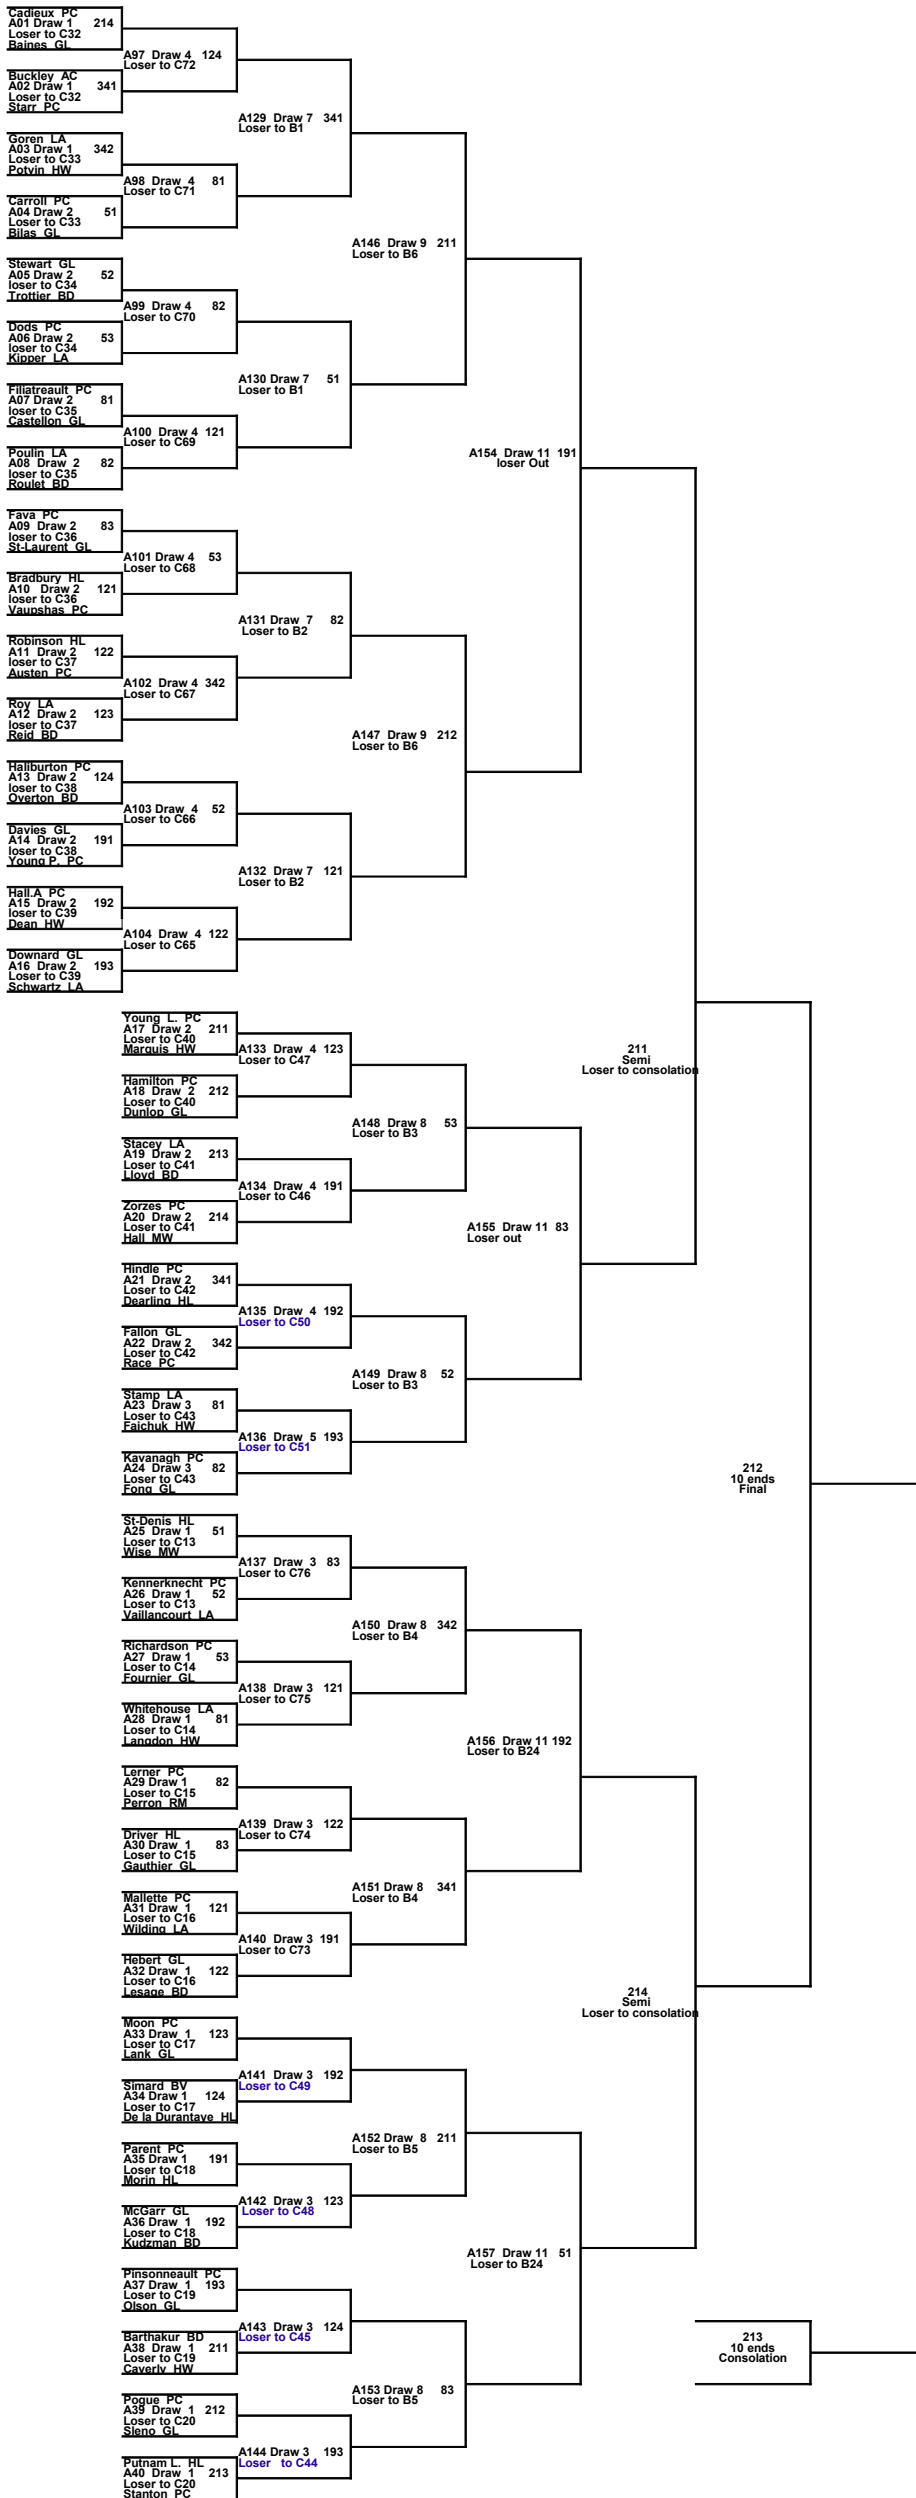 Cadieux PC
A01 Draw 1 214
Loser to C32
Baines GL
A97 Draw 4 124
Loser to C72
Buckley AC
A02 Draw 1 341
Loser to C32
Starr PC
A129 Draw 7 341
Loser to B1
Goren LA
A03 Draw 1 342
Loser to C33
Potvin HW
A98 Draw 4 81
Loser to C71
Carroll PC
A04 Draw 2 51
Loser to C33
Bilas GL
A146 Draw 9 211
Loser to B6
Stewart GL
A05 Draw 2 52
loser to C34
Trottier BD
A99 Draw 4 82
Loser to C70
Dods PC
A06 Draw 2 53
loser to C34
Kipper LA
A130 Draw 7 51
Loser to B1
Filiatreault PC
A07 Draw 2 81
loser to C35
Castellon GL
A100 Draw 4 121
Loser to C69
Poulin LA
A08 Draw 2 82
loser to C35
Roulet BD
A154 Draw 11 191
loser Out
Fava PC
A09 Draw 2 83
loser to C36
St-Laurent GL
A101 Draw 4 53
Loser to C68
Bradbury HL
A10 Draw 2 121
loser to C36
Vaupshas PC
A131 Draw 7 82
Loser to B2
Robinson HL
A11 Draw 2 122
loser to C37
Austen PC
A102 Draw 4 342
Loser to C67
Roy LA
A12 Draw 2 123
loser to C37
Reid BD
A147 Draw 9 212
Loser to B6
Haliburton PC
A13 Draw 2 124
loser to C38
Overton BD
A103 Draw 4 52
Loser to C66
Davies GL
A14 Draw 2 191
loser to C38
Young P. PC
A132 Draw 7 121
Loser to B2
Hall.A PC
A15 Draw 2 192
loser to C39
Dean HW
A104 Draw 4 122
Loser to C65
Downard GL
A16 Draw 2 193
Loser to C39
Schwartz LA
Young L. PC
A17 Draw 2 211
Loser to C40
Marquis HW
A133 Draw 4 123
Loser to C47
211
Semi
Loser to consolation
Hamilton PC
A18 Draw 2 212
Loser to C40
Dunlop GL
A148 Draw 8 53
Loser to B3
Stacey LA
A19 Draw 2 213
Loser to C41
Lloyd BD
A134 Draw 4 191
Loser to C46
Zorzes PC
A20 Draw 2 214
Loser to C41
Hall MW
A155 Draw 11 83
Loser out
Hindle PC
A21 Draw 2 341
Loser to C42
Dearling HL
A135 Draw 4 192
Loser to C50
Fallon GL
A22 Draw 2 342
Loser to C42
Race PC
A149 Draw 8 52
Loser to B3
Stamp LA
A23 Draw 3 81
Loser to C43
Faichuk HW
A136 Draw 5 193
Loser to C51
Kavanagh PC
A24 Draw 3 82
Loser to C43
Fong GL
212
10 ends
Final
St-Denis HL
A25 Draw 1 51
Loser to C13
Wise MW
A137 Draw 3 83
Loser to C76
Kennerknecht PC
A26 Draw 1 52
Loser to C13
Vaillancourt LA
A150 Draw 8 342
Loser to B4
Richardson PC
A27 Draw 1 53
Loser to C14
Fournier GL
A138 Draw 3 121
Loser to C75
Whitehouse LA
A28 Draw 1 81
Loser to C14
Langdon HW
A156 Draw 11 192
Loser to B24
Lerner PC
A29 Draw 1 82
Loser to C15
Perron RM
A139 Draw 3 122
Loser to C74
Driver HL
A30 Draw 1 83
Loser to C15
Gauthier GL
A151 Draw 8 341
Loser to B4
Mallette PC
A31 Draw 1 121
Loser to C16
Wilding LA
A140 Draw 3 191
Loser to C73
Hebert GL
A32 Draw 1 122
Loser to C16
Lesage BD
214
Semi
Loser to consolation
Moon PC
A33 Draw 1 123
Loser to C17
Lank GL
A141 Draw 3 192
Loser to C49
Simard BV
A34 Draw 1 124
Loser to C17
De la Durantaye HL
A152 Draw 8 211
Loser to B5
Parent PC
A35 Draw 1 191
Loser to C18
Morin HL
A142 Draw 3 123
Loser to C48
McGarr GL
A36 Draw 1 192
Loser to C18
Kudzman BD
A157 Draw 11 51
Loser to B24
Pinsonneault PC
A37 Draw 1 193
Loser to C19
Olson GL
A143 Draw 3 124
Loser to C45
Barthakur BD
A38 Draw 1 211
Loser to C19
Caverly HW
213
10 ends
Consolation
A153 Draw 8 83
Loser to B5
Pogue PC
A39 Draw 1 212
Loser to C20
Sleno GL
A144 Draw 3 193
Loser to C44
Putnam L. HL
A40 Draw 1 213
Loser to C20
Stanton PC